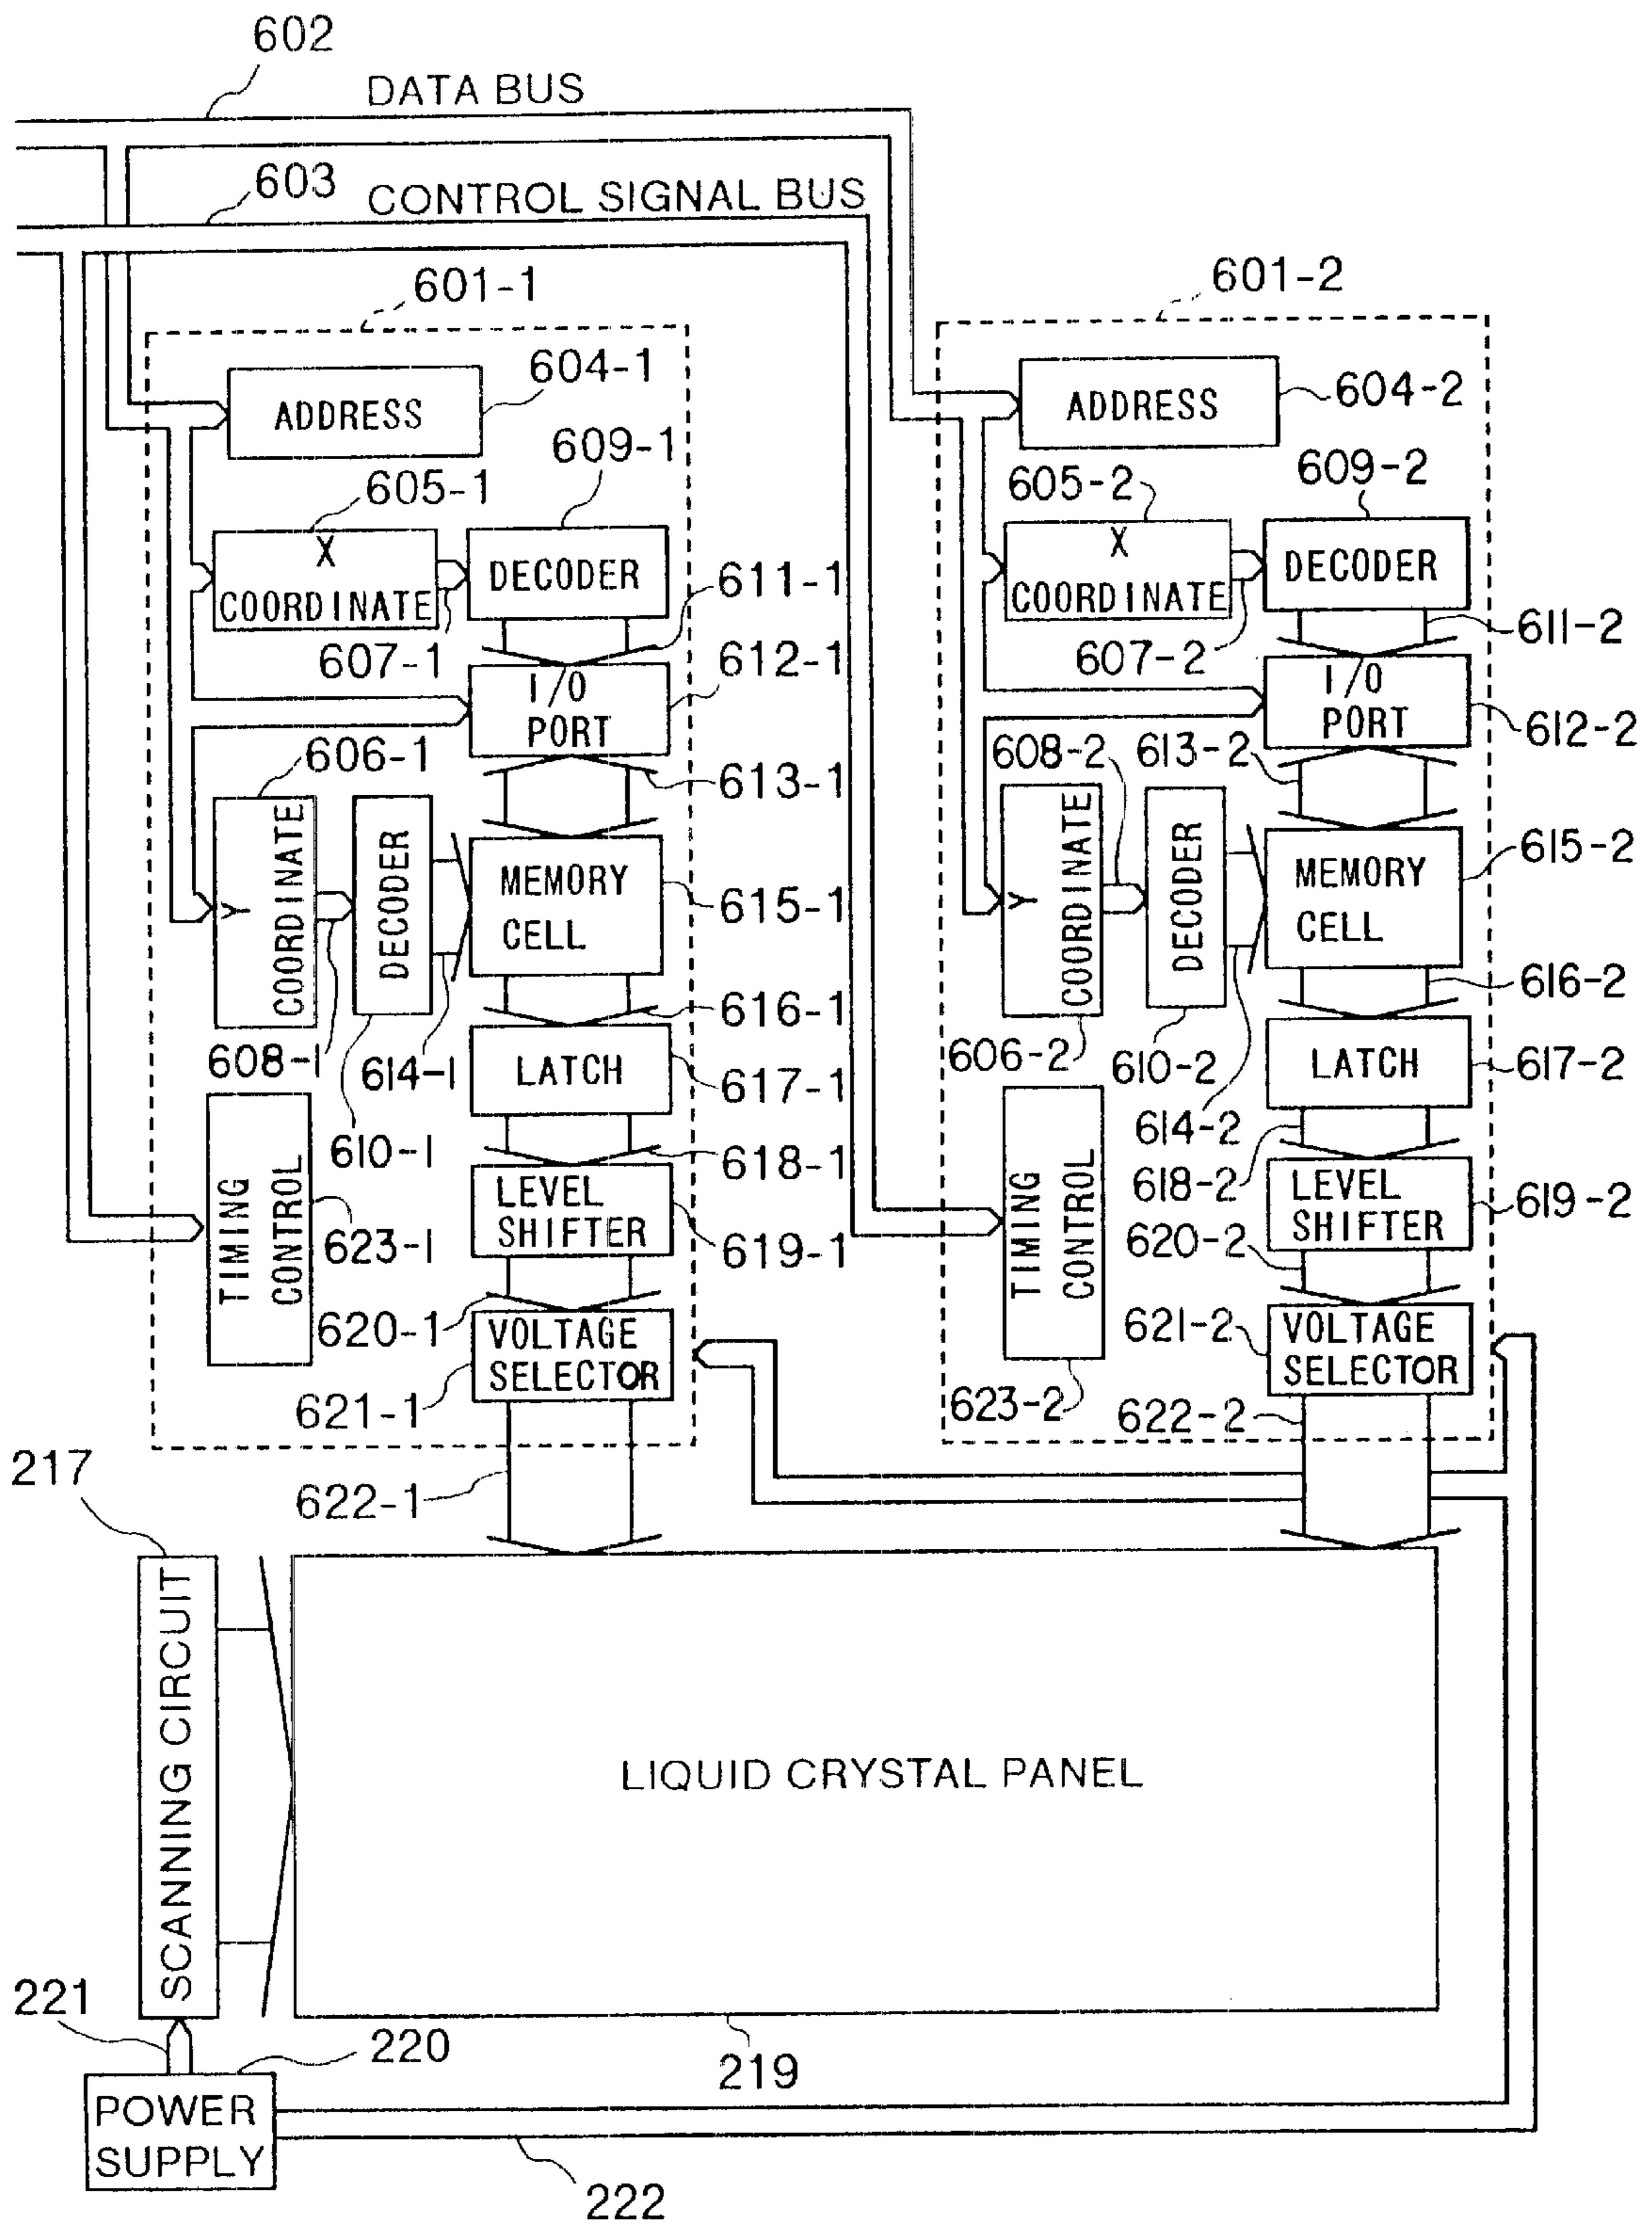 602
DATA BUS
603
CONTROL SIGNAL BUS
601-1
601-2
604-1
ADDRESS
604-2
ADDRESS
609-1
605-1
X
COORDINATE
DECODER
611-1
607-1
612-1
I/O
PORT
609-2
605-2
X
COORDINATE
DECODER
611-2
607-2
I/O
PORT
612-2
606-1
613-1
Y
COORDINATE
DECODER
MEMORY
CELL
615-1
616-1
608-1
614-1
LATCH
617-1
610-1
618-1
608-2
613-2
Y
COORDINATE
DECODER
MEMORY
CELL
615-2
616-2
606-2
610-2
LATCH
617-2
614-2
618-2
TIMING
CONTROL
623-1
LEVEL
SHIFTER
619-1
620-1
VOLTAGE
SELECTOR
621-1
TIMING
CONTROL
LEVEL
SHIFTER
619-2
620-2
621-2
VOLTAGE
SELECTOR
623-2
622-2
217
622-1
SCANNING CIRCUIT
LIQUID CRYSTAL PANEL
221
220
219
POWER
SUPPLY
222